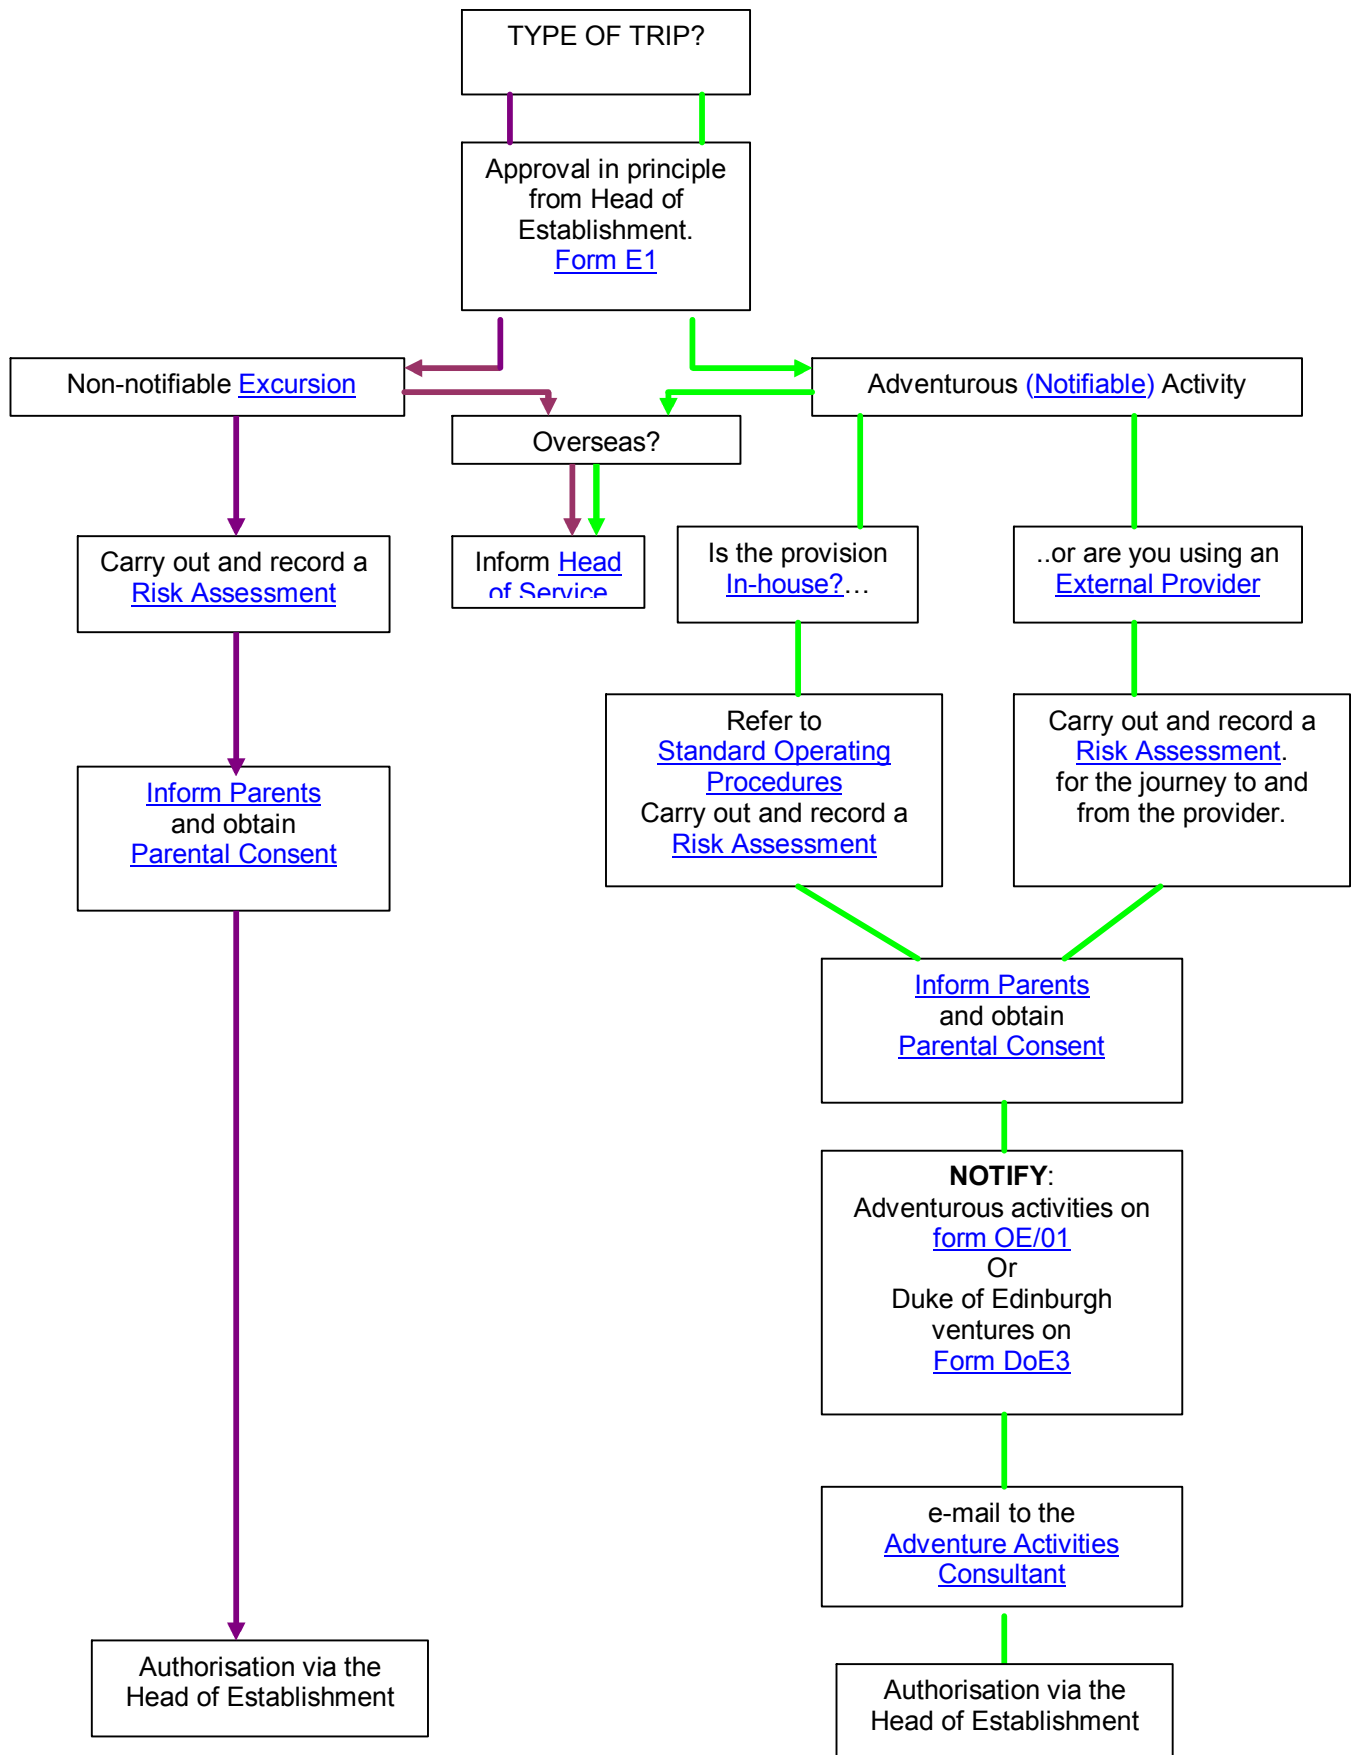 TYPE OF TRIP?
Approval in principle
from Head of
Establishment.
Form E1
Non-notifiable Excursion
Adventurous (Notifiable) Activity
Overseas?
Carry out and record a
Risk Assessment
Inform Head
of Service
Is the provision
In-house?…
..or are you using an
External Provider
Refer to
Standard Operating
Procedures
Carry out and record a
Risk Assessment
Carry out and record a
Risk Assessment.
for the journey to and
from the provider.
Inform Parents
and obtain
Parental Consent
Inform Parents
and obtain
Parental Consent
NOTIFY:
Adventurous activities on
form OE/01
Or
Duke of Edinburgh
ventures on
Form DoE3
e-mail to the
Adventure Activities
Consultant
Authorisation via the
Head of Establishment
Authorisation via the
Head of Establishment